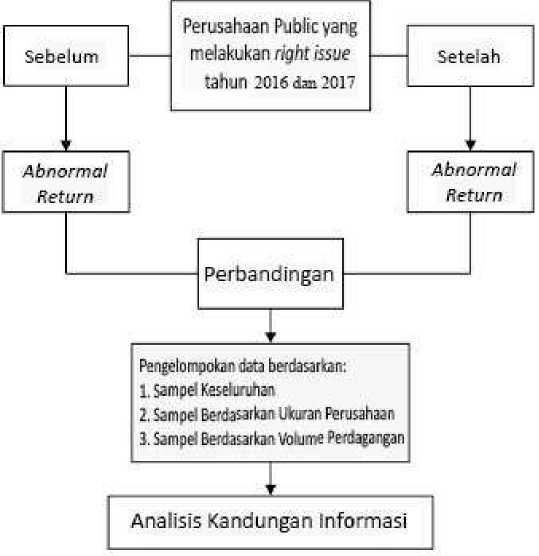 Perusahaan Public yang
melakukan right issue
tahun 2016 dan 2017
Sebelum
Setelah
Abnormal
Return
Abnormal
Return
Perbandingan
Pengelompokan data berdasarkan:
1. Sampel Keseluruhan
2. Sampel Berdasarkan Ukuran Perusahaan
3. Sampel Berdasarkan Volume Perdagangan
Analisis Kandungan Informasi